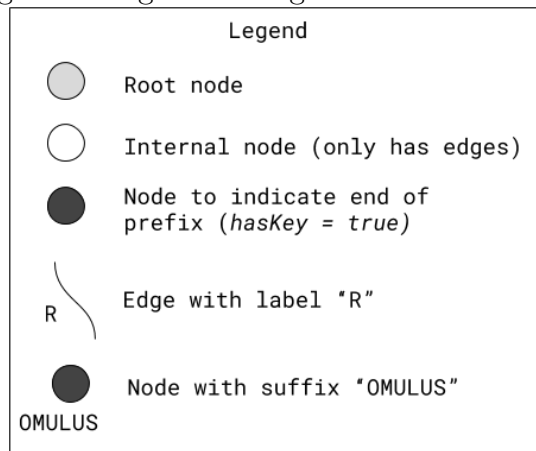 Legend
Root node
Internal node (only has edges)
Node to indicate end of
prefix (hasKey = true)
R
Edge with label “R”
Node with suffix “OMULUS”
OMULUS